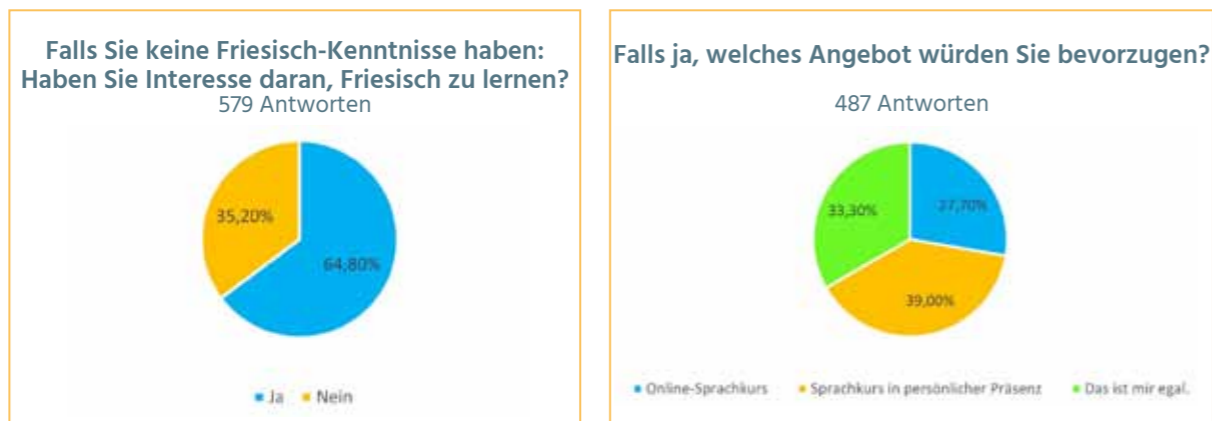 Falls Sie keine Friesisch-Kenntnisse haben:
Haben Sie Interesse daran, Friesisch zu lernen?
579 Antworten
35,20%
64,80%
Ja Nein
Falls ja, welches Angebot würden Sie bevorzugen?
487 Antworten
33,30%
27,70%
39,00%
Online-Sprachkurs Sprachkurs in persönlicher Präsenz Das ist mir egal.